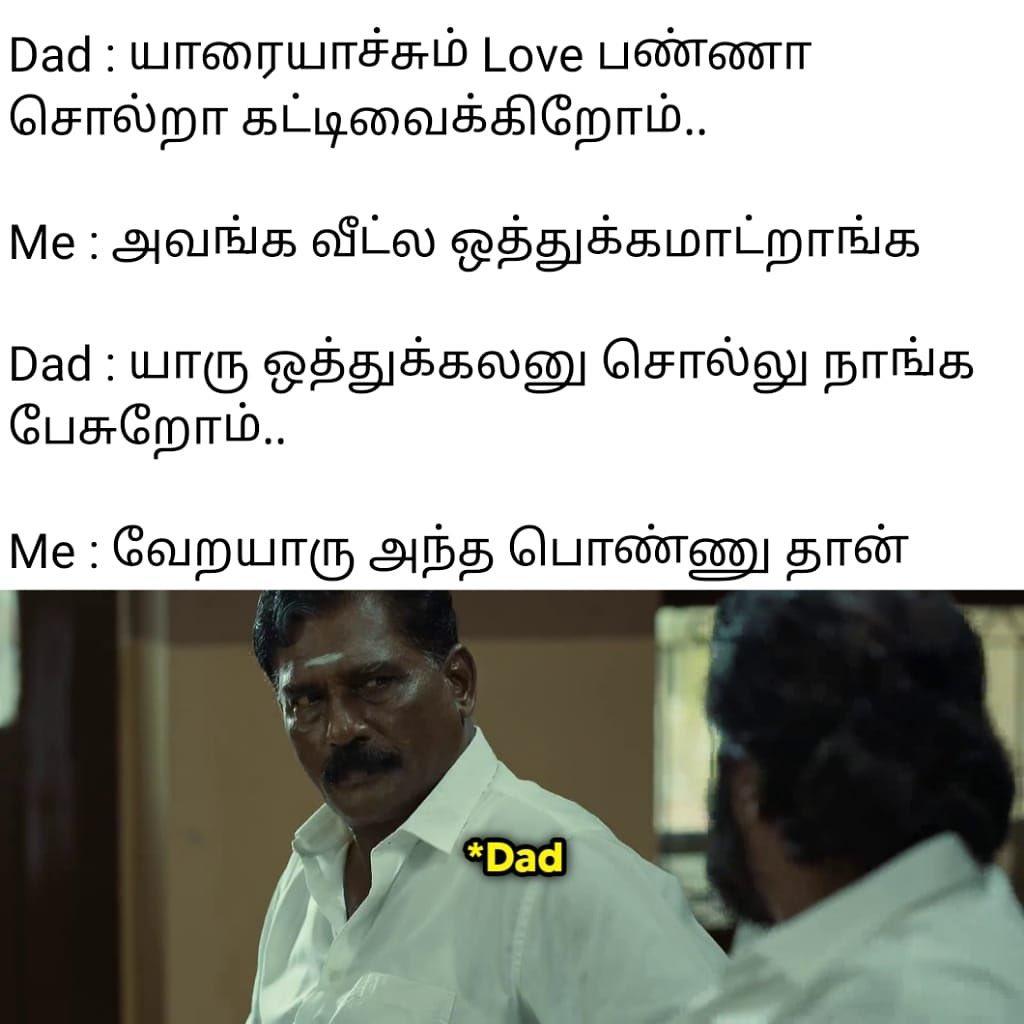 Dad : யாரையாச்சும் Love பண்ணா
சொல்றா கட்டிவைக்கிறோம்..
Me : அவங்க வீட்ல ஒத்துக்கமாட்றாங்க
Dad : யாரு ஒத்துக்கலனு சொல்லு நாங்க
பேசுறோம்..
Me : வேறயாரு அந்த பொண்ணு தான்
*Dad